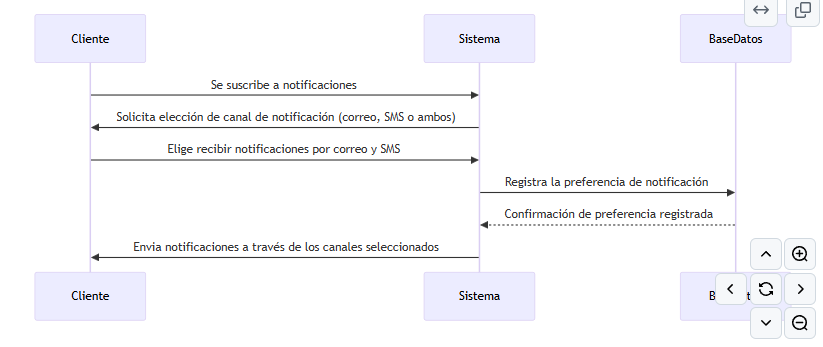 Cliente
Sistema
BaseDatos
Se suscribe a notificaciones
Solicita elección de canal de notificación (correo, SMS o ambos)
Elige recibir notificaciones por correo y SMS
Registra la preferencia de notificación
Confirmación de preferencia registrada
Envia notificaciones a través de los canales seleccionados
Cliente
Sistema